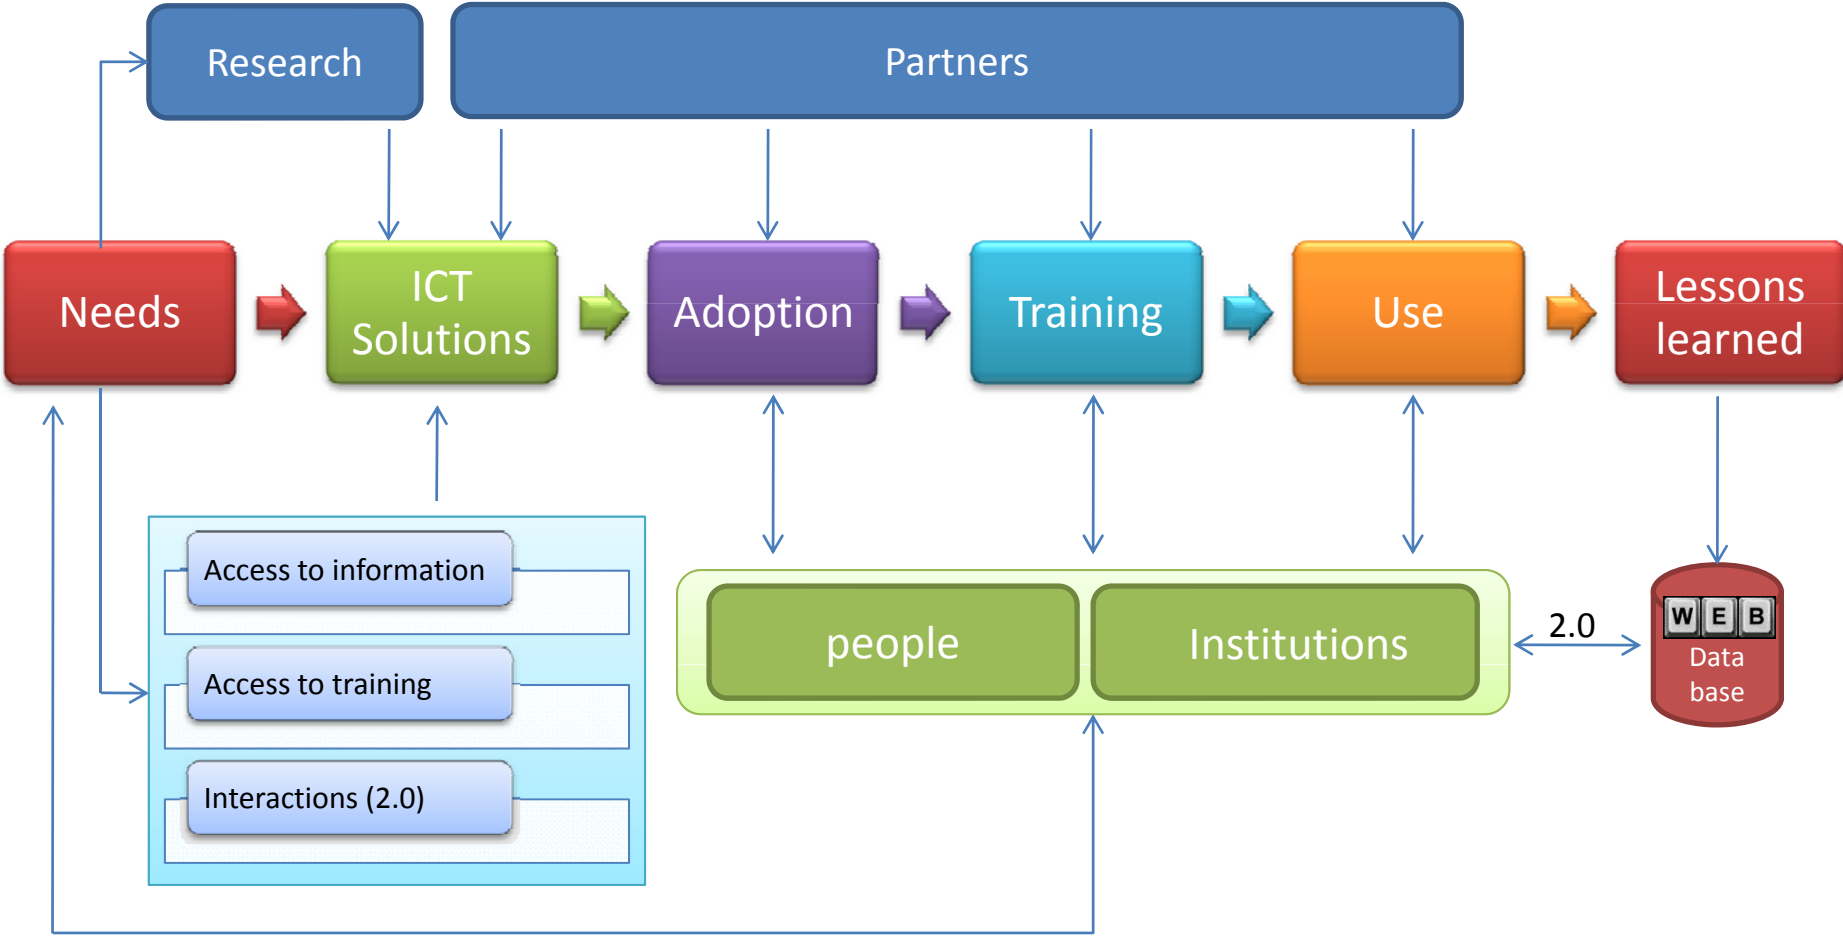 Research
Partners
Needs
ICT
Solutions
Adoption
Training
Use
Lessons
learned
Access to information
Access to training
Interactions (2.0)
people
Institutions
2.0
WEB
Data
base